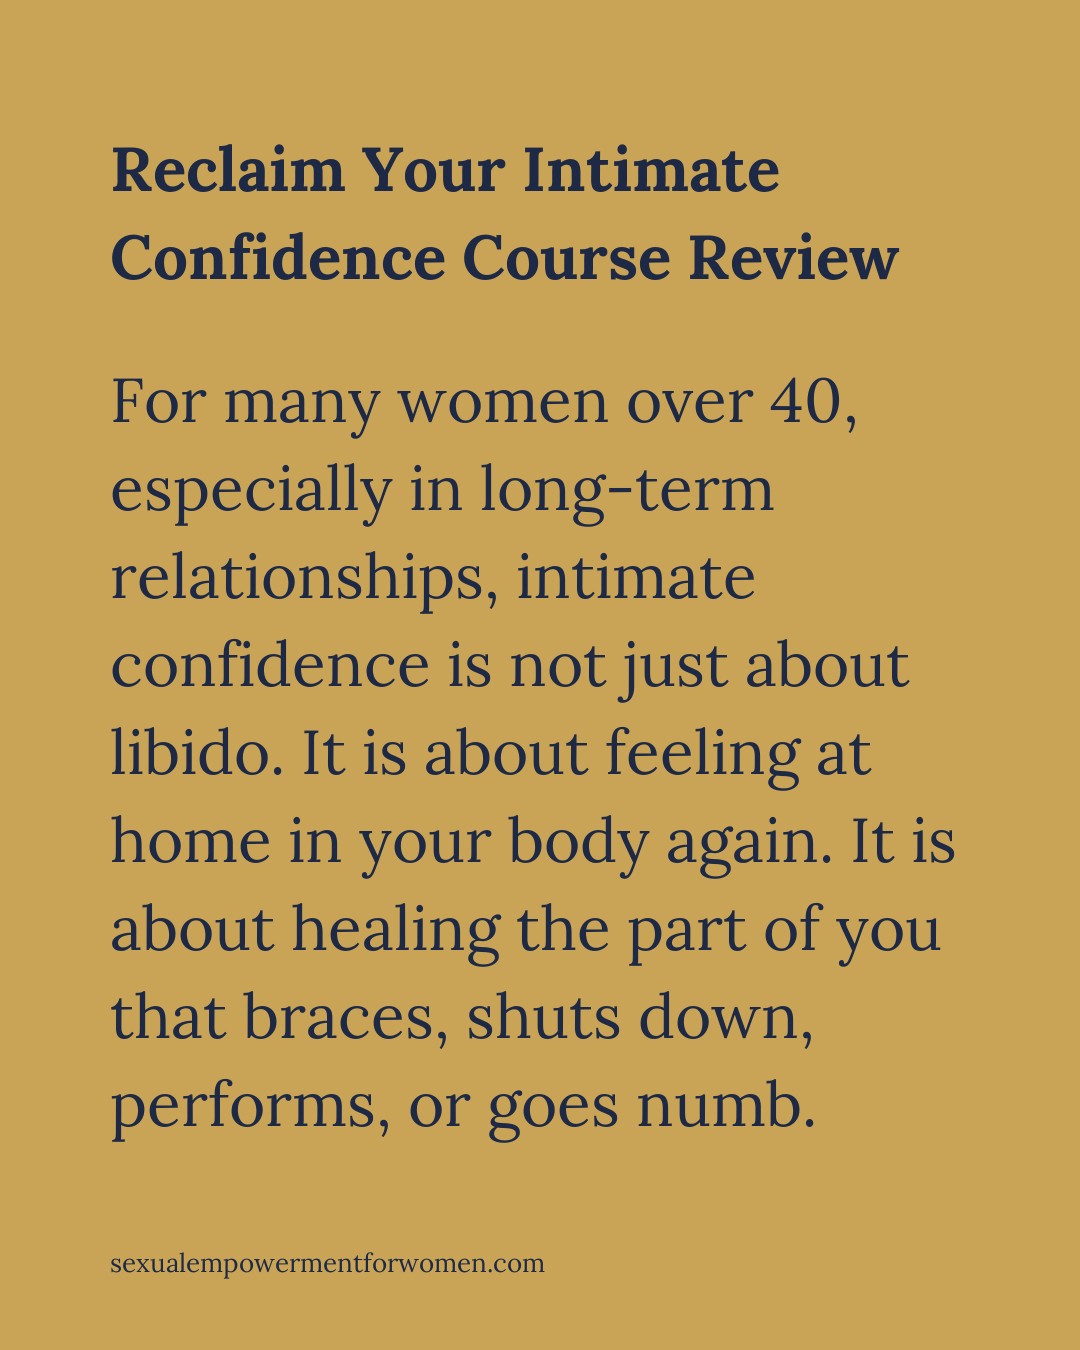 Reclaim Your Intimate
Confidence Course Review
For many women over 40,
especially in long-term
relationships, intimate
confidence is not just about
libido. It is about feeling at
home in your body again. It is
about healing the part of you
that braces, shuts down,
performs, or goes numb.
sexualempowermentforwomen.com